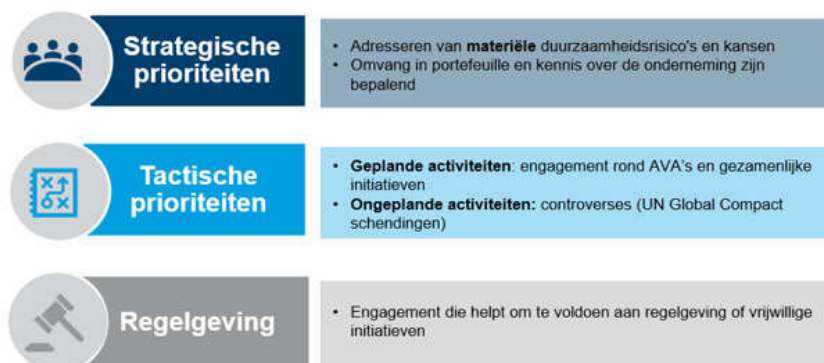 Strategische
prioriteiten
• Adresseren van materiële duurzaamheidsrisico's en kansen
• Omvang in portefeuille en kennis over de onderneming zijn
bepalend
Tactische
prioriteiten
• Geplande activiteiten: engagement rond AVA's en gezamenlijke
initiatieven
• Ongeplande activiteiten: controverses (UN Global Compact
schendingen)
Regelgeving
• Engagement die helpt om te voldoen aan regelgeving of vrijwillige
initiatieven